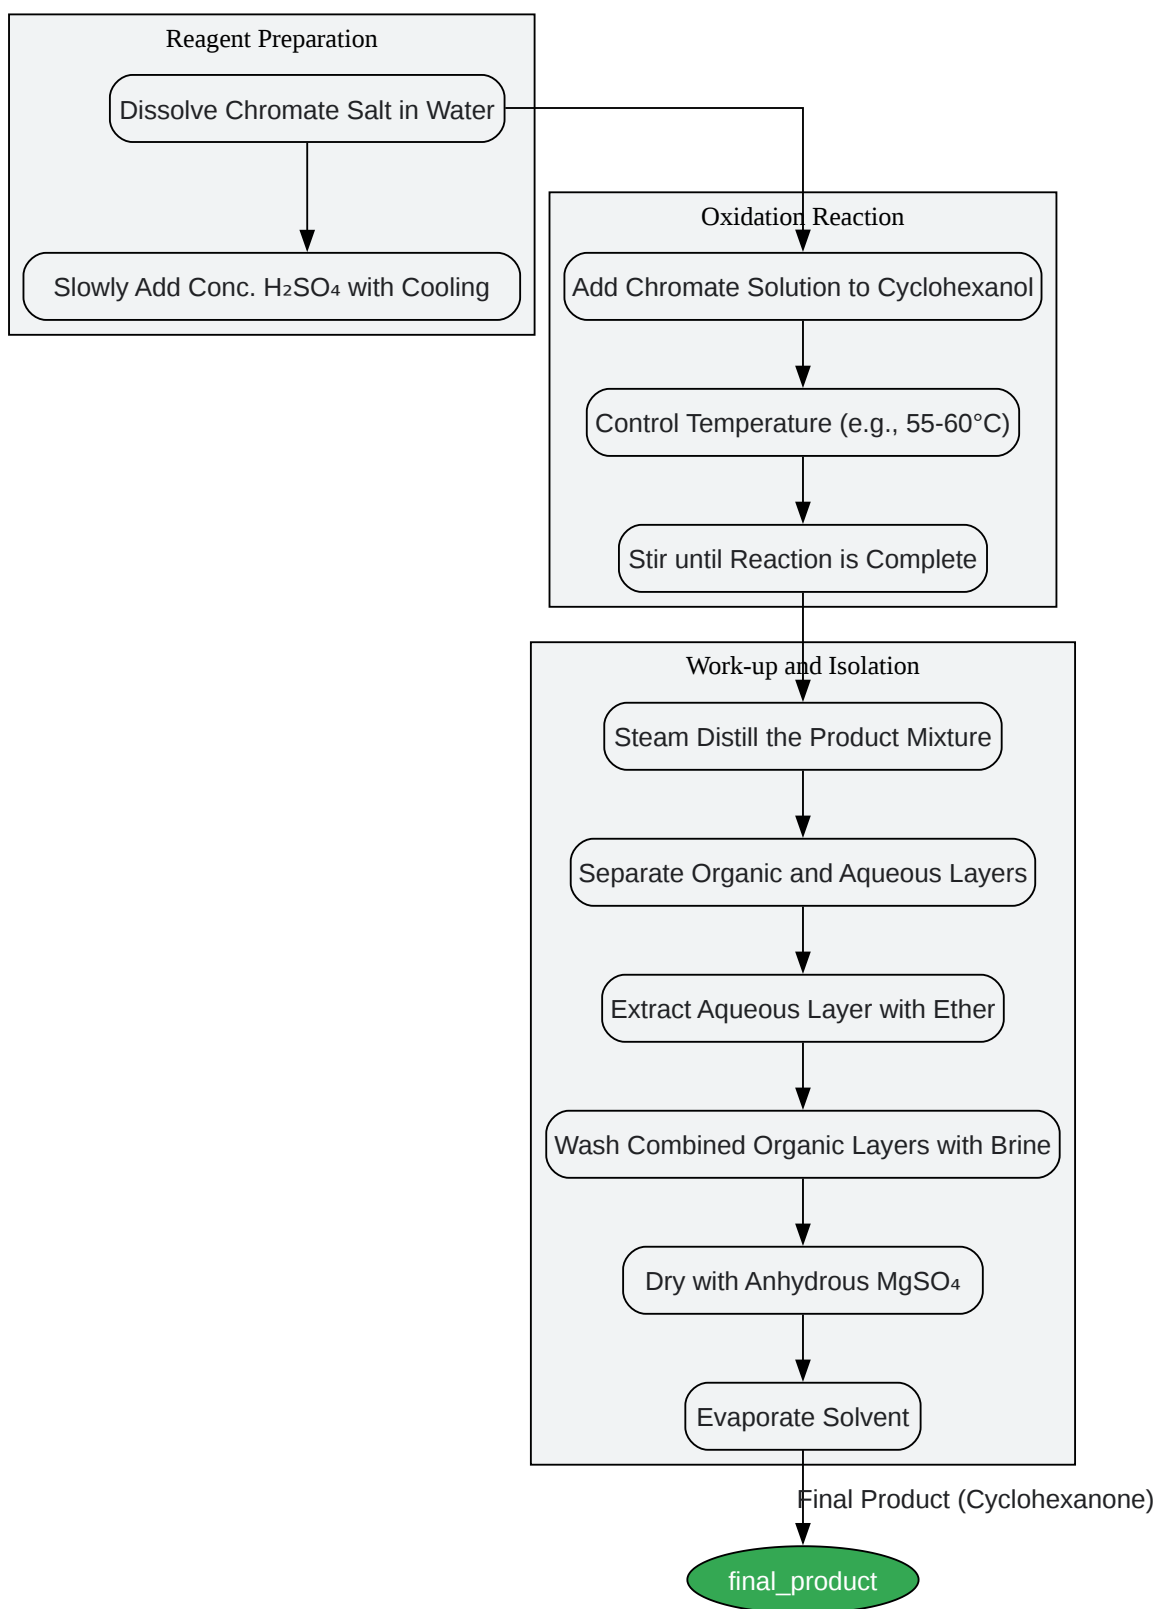 Reagent Preparation
Dissolve Chromate Salt in Water
Slowly Add Conc. H₂SO₄ with Cooling
Oxidation Reaction
Add Chromate Solution to Cyclohexanol
Control Temperature (e.g., 55-60°C)
Stir until Reaction is Complete
Work-up and Isolation
Steam Distill the Product Mixture
Separate Organic and Aqueous Layers
Extract Aqueous Layer with Ether
Wash Combined Organic Layers with Brine
Dry with Anhydrous MgSO₄
Evaporate Solvent
Final Product (Cyclohexanone)
final_product